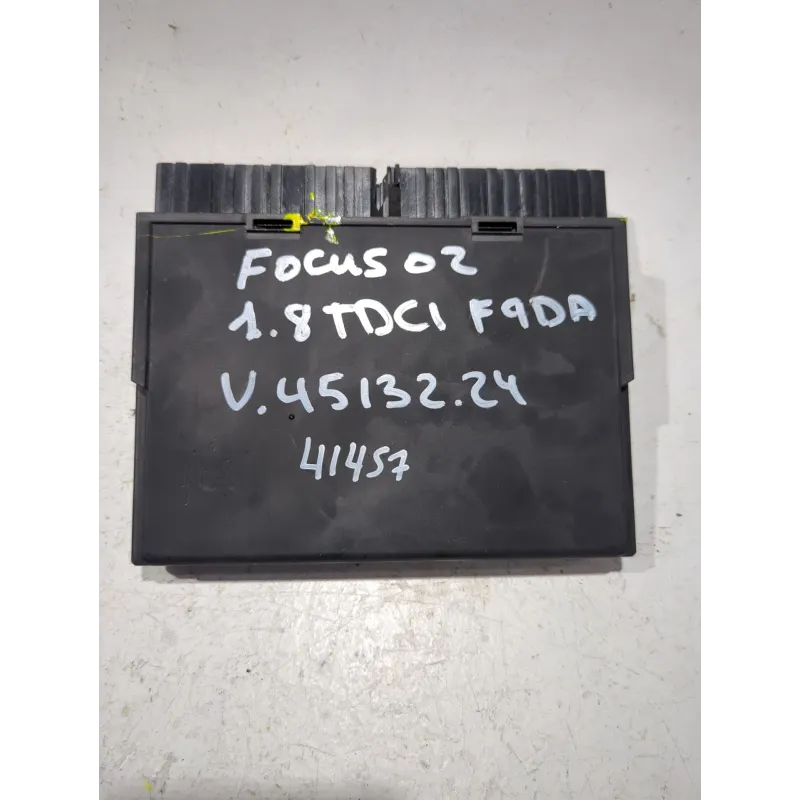 FOCUS 02
1.8 TDCI F9DA
V.45132.24
41457